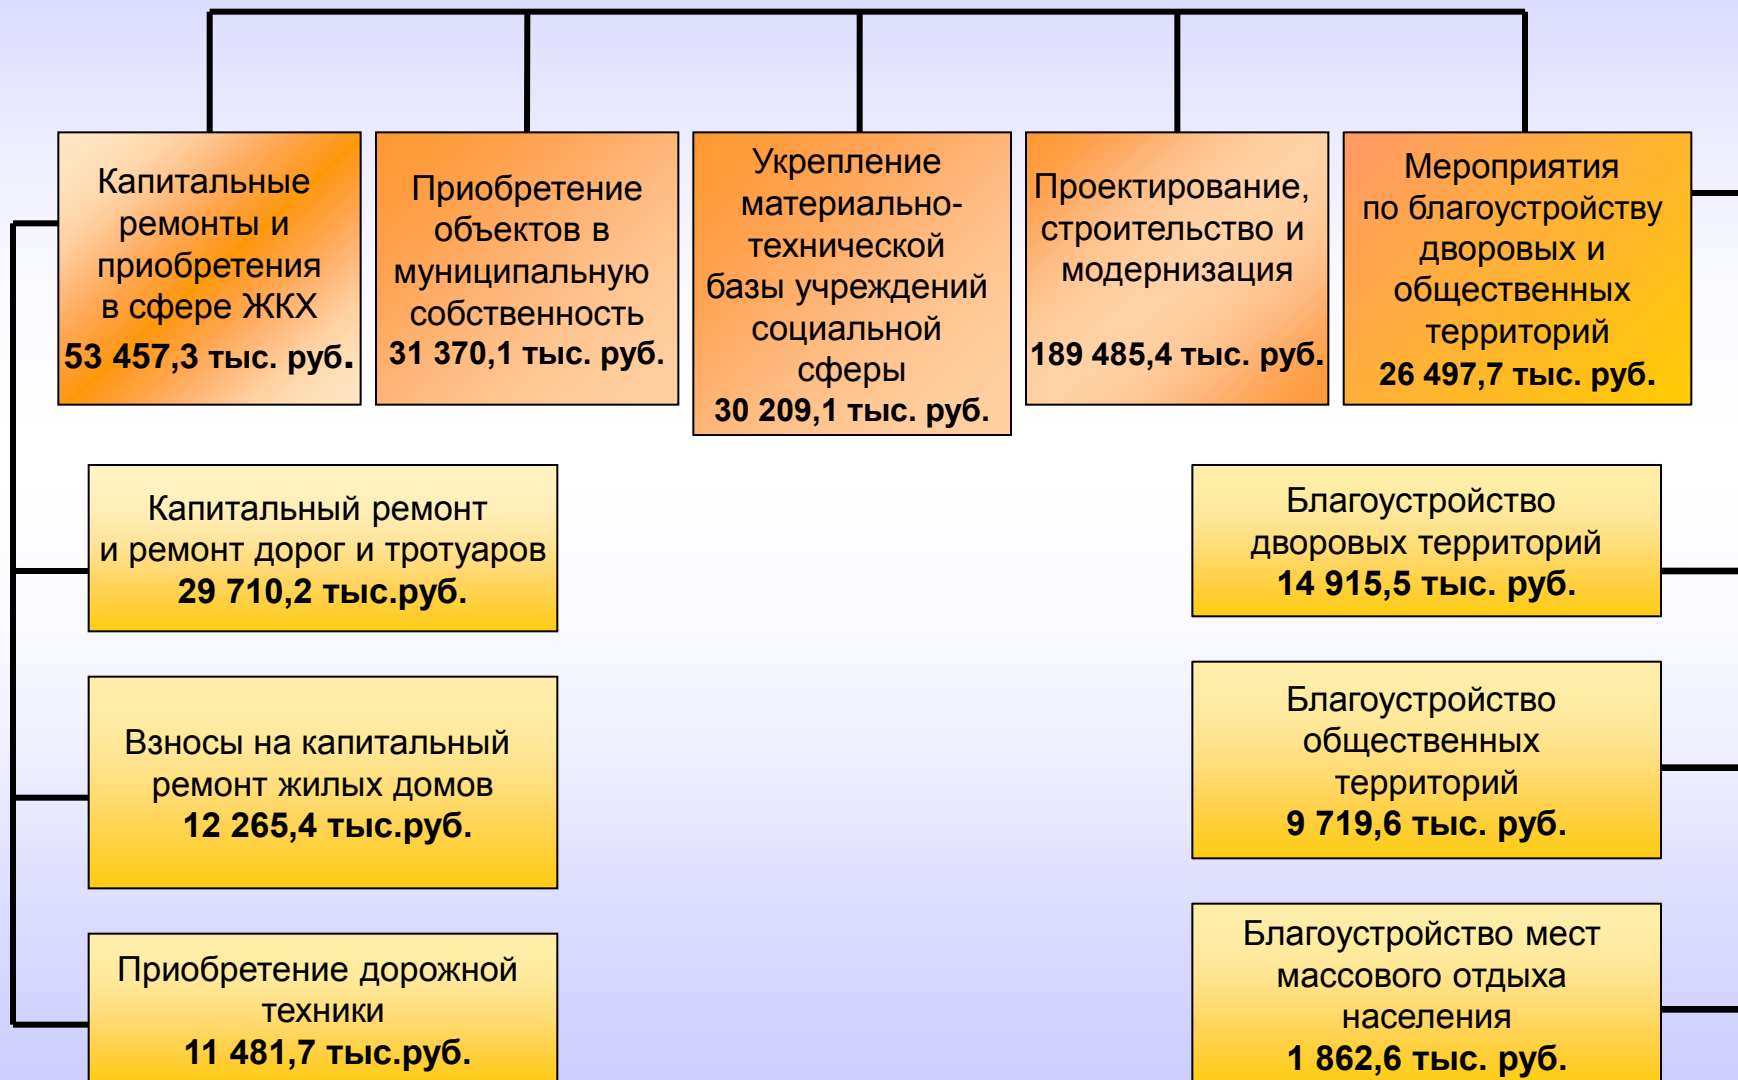 Капитальные
ремонты и
приобретения
в сфере ЖКХ
53 457,3 тыс. руб.
Приобретение
объектов в
муниципальную
собственность
31 370,1 тыс. руб.
Укрепление
материально-
технической
базы учреждений
социальной
сферы
30 209,1 тыс. руб.
Проектирование,
строительство и
модернизация
189 485,4 тыс. руб.
Мероприятия
по благоустройству
дворовых и
общественных
территорий
26 497,7 тыс. руб.
Капитальный ремонт
и ремонт дорог и тротуаров
29 710,2 тыс.руб.
Взносы на капитальный
ремонт жилых домов
12 265,4 тыс.руб.
Приобретение дорожной
техники
11 481,7 тыс.руб.
Благоустройство
дворовых территорий
14 915,5 тыс. руб.
Благоустройство
общественных
территорий
9 719,6 тыс. руб.
Благоустройство мест
массового отдыха
населения
1 862,6 тыс. руб.